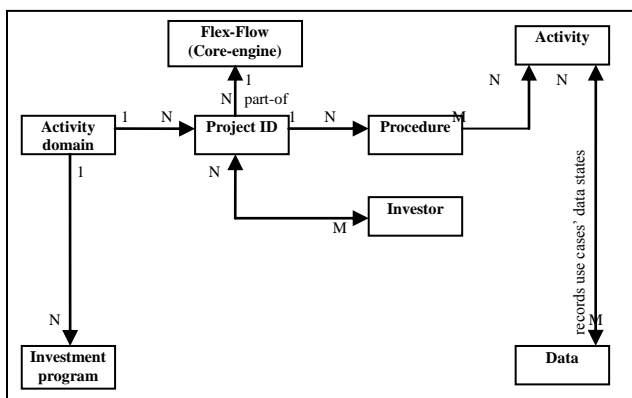 Flex-Flow
(Core-engine)
Activity
1
N
part-of
N
N
Activity
domain
1
N
Project ID
1
N
Procedure
M
1
N
Investor
M
records use cases' data states
N
M
Investment
program
Data